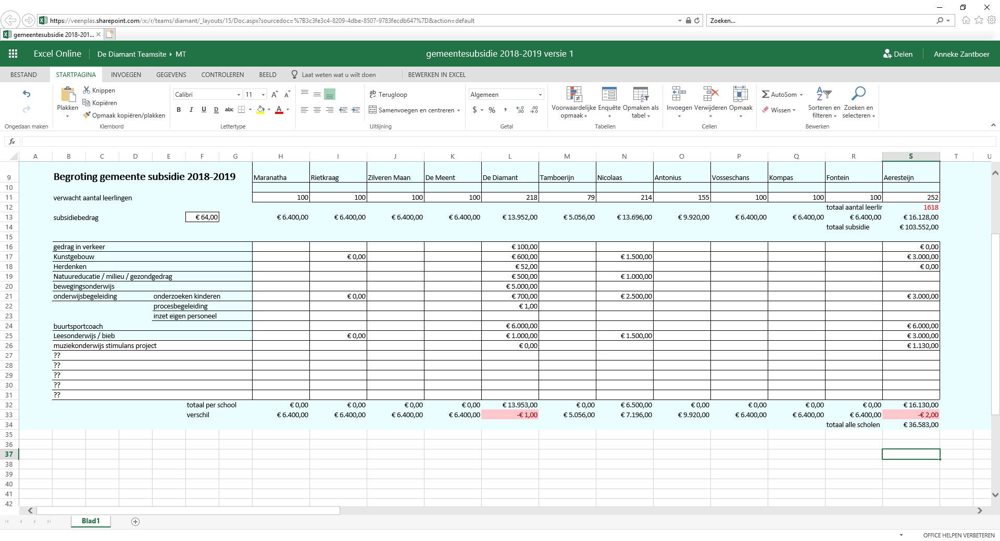 https://veenplas.sharepoint.com/:x:/r/teams/diamant/_layouts/15/Doc.aspx?sourcedoc=%7B3c3fe3c4-8209-4dbe-8507-9783fecdb647%7D&action=default Zoeken...
gemeentesubsidie 2018-201...
Excel Online De Diamant Teamsite MT gemeentesubsidie 2018-2019 versie 1 Delen Anneke Zantboer
BESTAND STARTPAGINA INVOEGEN GEGEVENS CONTROLEREN BEELD Laat weten wat u wilt doen BEWERKEN IN EXCEL
Plakken Knippen Kopiëren Opmaak kopiëren/plakken
Calibri 11 B I U D abc A
Terugloop Samenvoegen en centreren
Algemeen $ % ,
Voorwaardelijke opmaak Enquête Opmaken als tabel
Invoegen Verwijderen Opmaak
AutoSom Wissen Sorteren en filteren Zoeken en selecteren
Ongedaan maken Klembord Lettertype Uitlijning Getal Tabellen Cellen Bewerken
fx
A B C D E F G H I J K L M N O P Q R S T U
9 Begroting gemeente subsidie 2018-2019 Maranatha Rietkraag Zilveren Maan De Meent De Diamant Tamboerijn Nicolaas Antonius Vosseschans Kompas Fontein Aeresteijn
10
11 verwacht aantal leerlingen 100 100 100 100 218 79 214 155 100 100 100 252
12 totaal aantal leerlir 1618
13 subsidiebedrag € 64,00 € 6.400,00 € 6.400,00 € 6.400,00 € 6.400,00 € 13.952,00 € 5.056,00 € 13.696,00 € 9.920,00 € 6.400,00 € 6.400,00 € 6.400,00 € 16.128,00
14 totaal subsidie € 103.552,00
15
16 gedrag in verkeer € 100,00 € 0,00
17 Kunstgebouw € 0,00 € 600,00 € 1.500,00 € 3.000,00
18 Herdenken € 52,00 € 0,00
19 Natuureducatie / milieu / gezondgedrag € 500,00 € 1.000,00
20 bewegingsonderwijs € 5.000,00
21 onderwijsbegeleiding onderzoeken kinderen € 0,00 € 700,00 € 2.500,00 € 3.000,00
22 procesbegeleiding € 1,00
23 inzet eigen personeel
24 buurtsportcoach € 6.000,00 € 6.000,00
25 Leesonderwijs / bieb € 0,00 € 1.000,00 € 1.500,00 € 3.000,00
26 muziekonderwijs stimulans project € 0,00 € 1.130,00
27 ??
28 ??
29 ??
30 ??
31 ??
32 totaal per school € 0,00 € 0,00 € 0,00 € 0,00 € 13.953,00 € 0,00 € 6.500,00 € 0,00 € 0,00 € 0,00 € 0,00 € 16.130,00
33 verschil € 6.400,00 € 6.400,00 € 6.400,00 € 6.400,00 -€ 1,00 € 5.056,00 € 7.196,00 € 9.920,00 € 6.400,00 € 6.400,00 € 6.400,00 -€ 2,00
34 totaal alle scholen € 36.583,00
35
36
37
38
39
40
41
42
Blad1
OFFICE HELPEN VERBETEREN